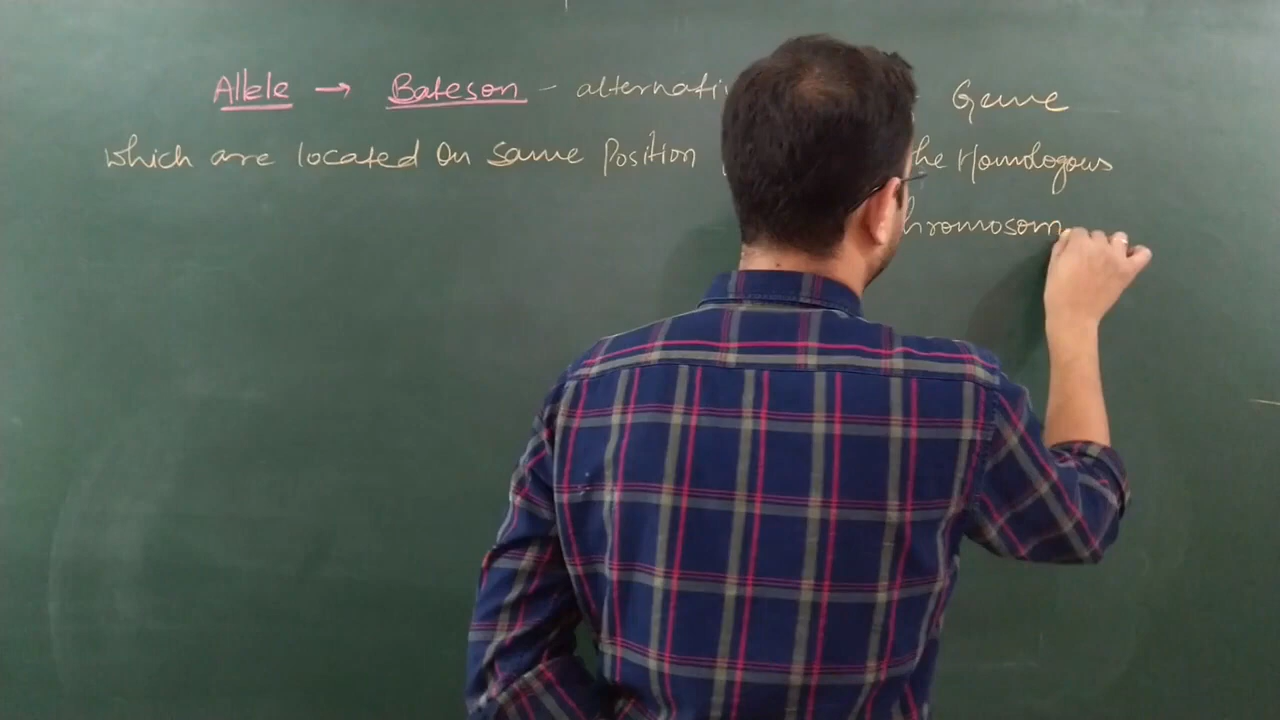 Allele → Bateson - alternati Gene
which are located on same Position he Homologous
hromosom